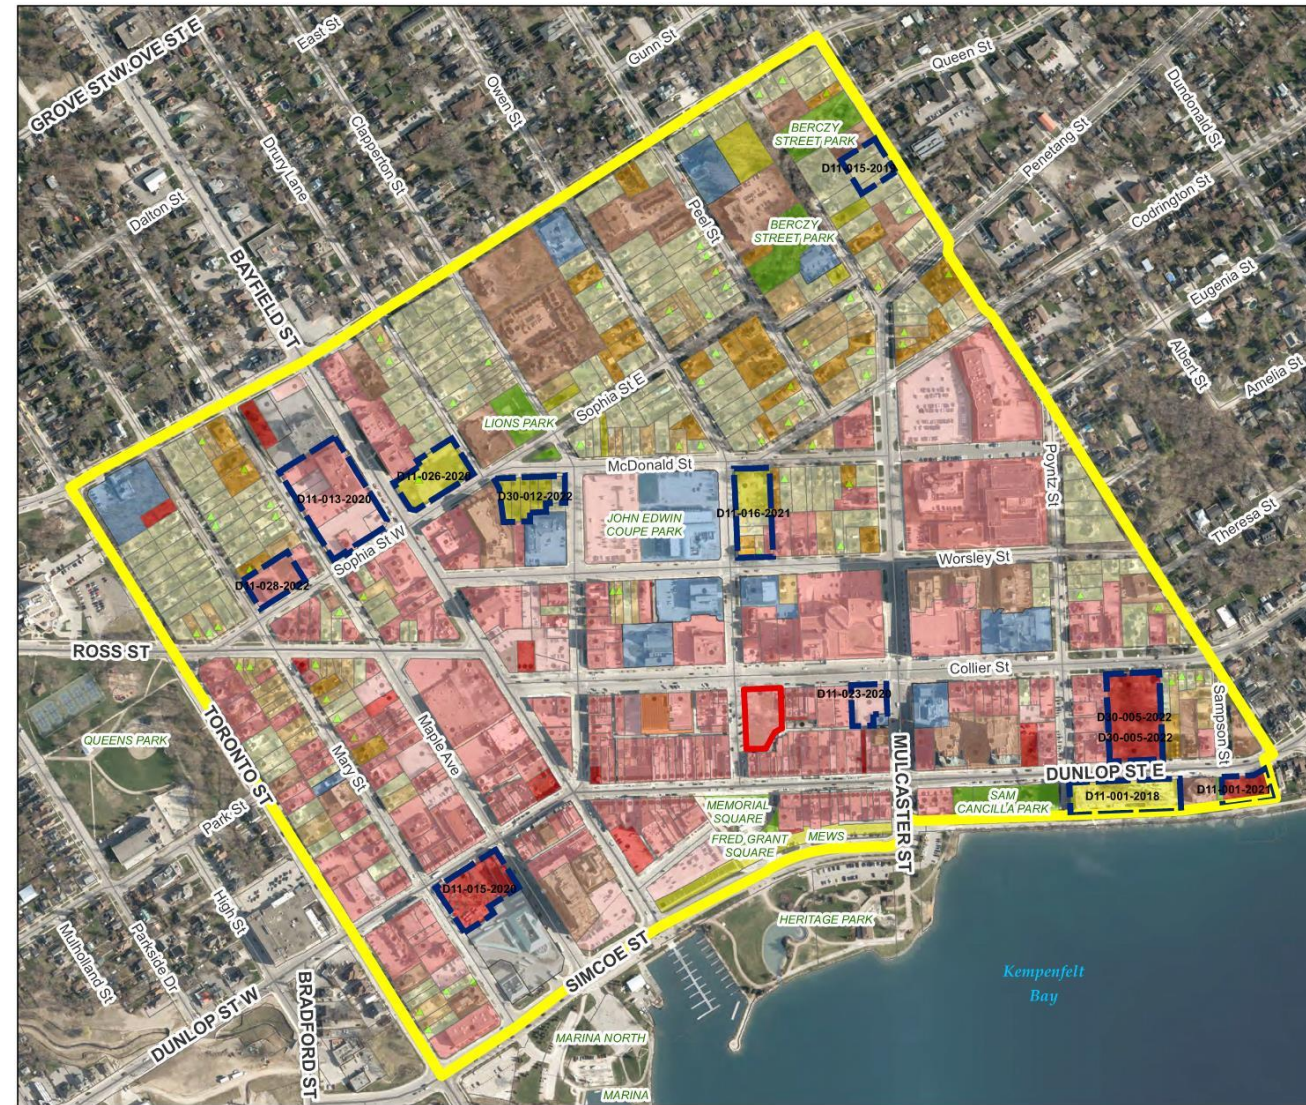 GROVE ST W
OVE ST E
East St
Gunn St
Queen St
Owen St
Dundonald St
Clapperton St
Drury Lane
Penetang St
BERCZY
STREET PARK
D11-015-2019
Dalton St
Codrington St
Peel St
BERCZY
STREET PARK
BAYFIELD ST
Eugenia St
Albert St
Amelia St
Sophia St E
LIONS PARK
McDonald St
Poyntz St
D11-026-2020
D11-013-2020
D30-012-2022
D11-016-2021
JOHN EDWIN
COUPE PARK
Theresa St
Sophia St W
Worsley St
D11-028-2022
ROSS ST
Collier St
D11-023-2020
Sampson St
TORONTO ST
Maple Ave
QUEENS PARK
Mary St
D30-005-2022
D30-005-2022
MULCASTER ST
DUNLOP ST E
D11-001-2018
D11-001-2021
SAM
CANCILLA PARK
MEMORIAL
SQUARE
Park St
FRED GRANT
SQUARE
MEWS
D11-015-2020
High St
HERITAGE PARK
Parkside Dr
Mulholland St
SIMCOE ST
Kempenfelt
Bay
BRADFORD ST
DUNLOP ST W
MARINA NORTH
MARINA